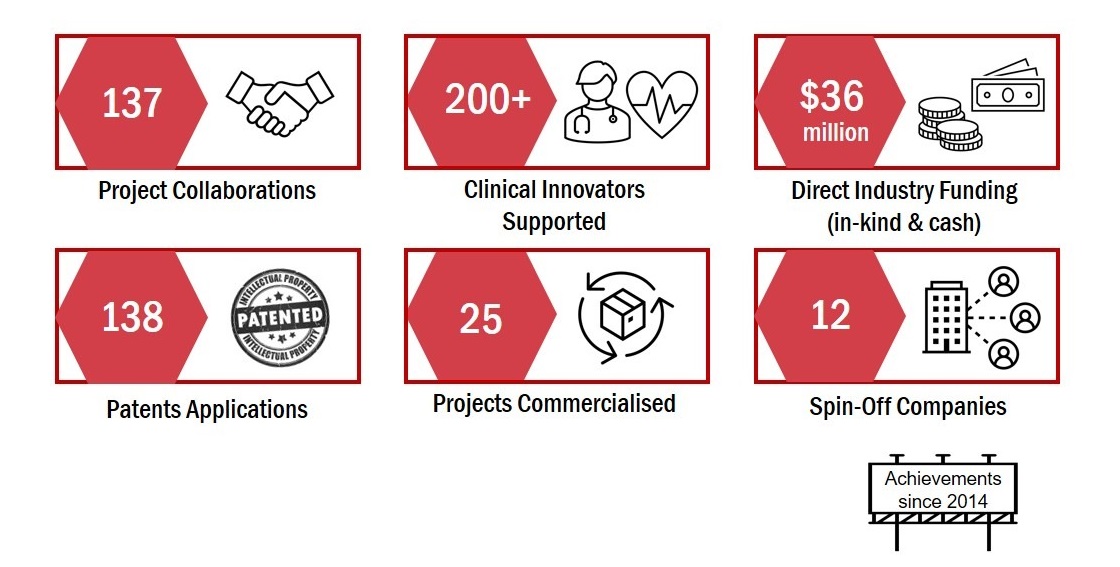 137
Project Collaborations
200+
Clinical Innovators
Supported
$36
million
Direct Industry Funding
(in-kind & cash)
138
INTELLECTUAL PROPERTY
PATENTED
INTELLECTUAL PROPERTY
Patents Applications
25
Projects Commercialised
12
Spin-Off Companies
Achievements
since 2014